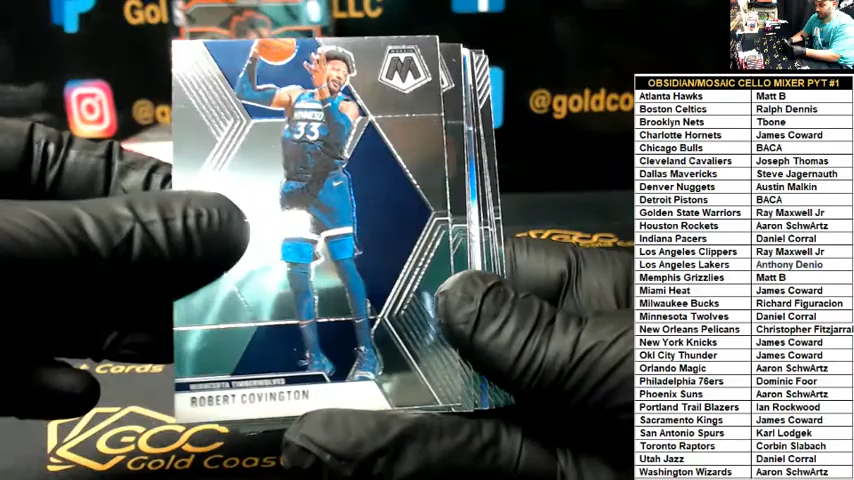 Gol
LLC
@goldco
M
MINNESO
33
MINNESOTA TIMBERWOLVES
ROBERT COVINGTON
Cards
GCC
Gold Coas
OBSIDIAN/MOSAIC CELLO MIXER PYT #1
Atlanta Hawks Matt B
Boston Celtics Ralph Dennis
Brooklyn Nets Tbone
Charlotte Hornets James Coward
Chicago Bulls BACA
Cleveland Cavaliers Joseph Thomas
Dallas Mavericks Steve Jagernauth
Denver Nuggets Austin Malkin
Detroit Pistons BACA
Golden State Warriors Ray Maxwell Jr
Houston Rockets Aaron SchwArtz
Indiana Pacers Daniel Corral
Los Angeles Clippers Ray Maxwell Jr
Los Angeles Lakers Anthony Denio
Memphis Grizzlies Matt B
Miami Heat James Coward
Milwaukee Bucks Richard Figuracion
Minnesota Twolves Daniel Corral
New Orleans Pelicans Christopher Fitzjarral
New York Knicks James Coward
Okl City Thunder James Coward
Orlando Magic Aaron SchwArtz
Philadelphia 76ers Dominic Foor
Phoenix Suns Aaron SchwArtz
Portland Trail Blazers Ian Rockwood
Sacramento Kings James Coward
San Antonio Spurs Karl Lodgek
Toronto Raptors Corbin Slabach
Utah Jazz Daniel Corral
Washington Wizards Aaron SchwArtz